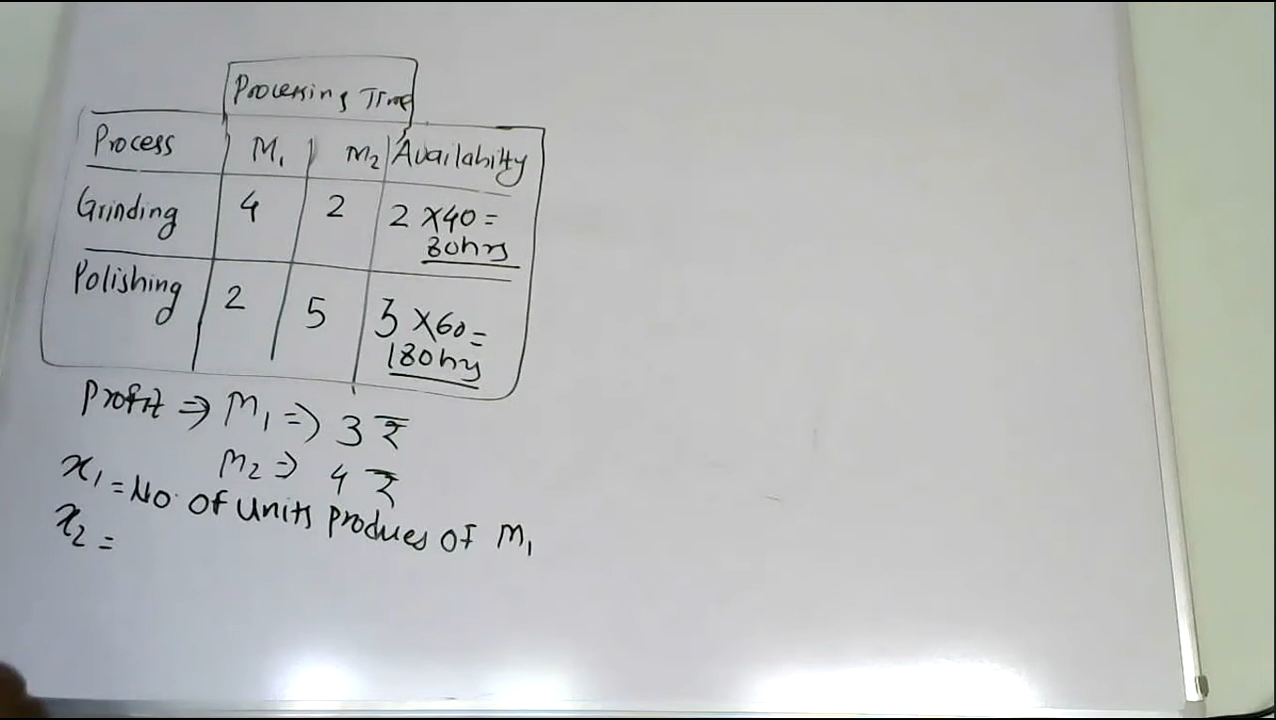 Processing Time
Process M₁ M₂ Availability
Grinding 4 2 2 X40=
80hrs
Polishing 2 5 3 X60=
180hrs
Profit ⇒ M₁ ⇒ 3 ₹
M₂ ⇒ 4 ₹
x₁ = No. of units produces of M₁
x₂ =